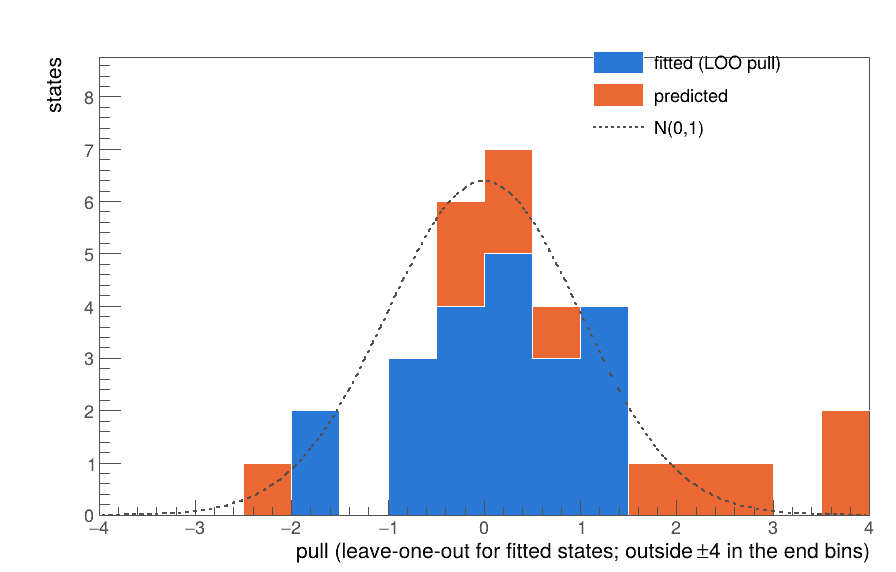 states
fitted (LOO pull)
predicted
N(0,1)
8
7
6
5
4
3
2
1
0
−4 −3 −2 −1 0 1 2 3 4
pull (leave-one-out for fitted states; outside ±4 in the end bins)